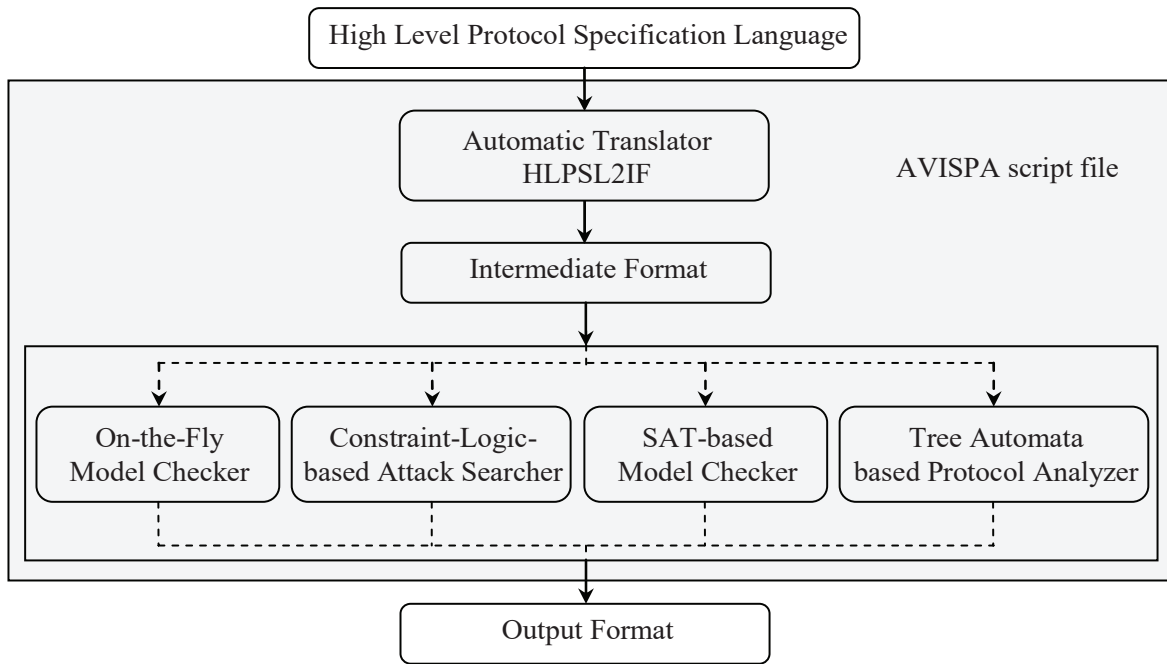 High Level Protocol Specification Language
Automatic Translator
HLPSL2IF
AVISPA script file
Intermediate Format
On-the-Fly
Model Checker
Constraint-Logic-
based Attack Searcher
SAT-based
Model Checker
Tree Automata
based Protocol Analyzer
Output Format